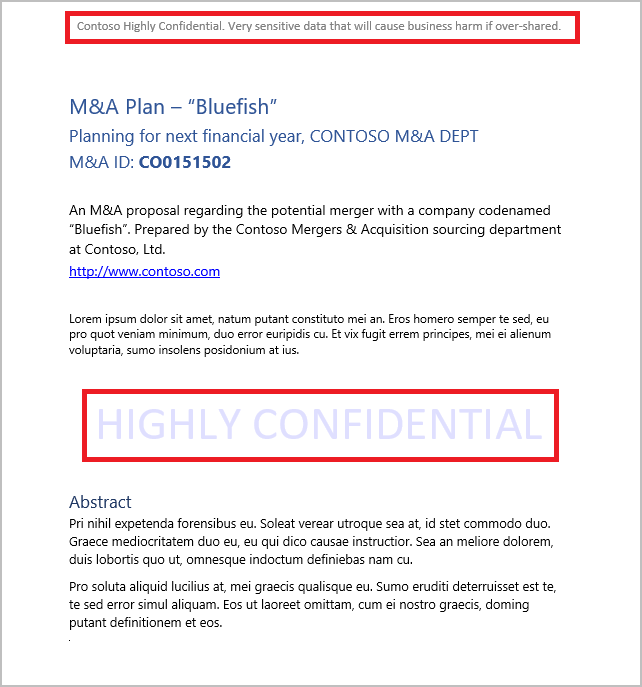 Contoso Highly Confidential. Very sensitive data that will cause business harm if over-shared.
M&A Plan – “Bluefish”
Planning for next financial year, CONTOSO M&A DEPT
M&A ID: CO0151502
An M&A proposal regarding the potential merger with a company codenamed
“Bluefish”. Prepared by the Contoso Mergers & Acquisition sourcing department
at Contoso, Ltd.
http://www.contoso.com
Lorem ipsum dolor sit amet, natum putant constituto mei an. Eros homero semper te sed, eu
pro quot veniam minimum, duo error euripidis cu. Et vix fugit errem principes, mei ei alienum
voluptaria, sumo insolens posidonium at ius.
HIGHLY CONFIDENTIAL
Abstract
Pri nihil expetenda forensibus eu. Soleat verear utroque sea at, id stet commodo duo.
Graece mediocritatem duo eu, eu qui dico causae instructior. Sea an meliore dolorem,
duis lobortis quo ut, omnesque indoctum definiebas nam cu.
Pro soluta aliquid lucilius at, mei graecis qualisque eu. Sumo eruditi deterruisset est te,
te sed error simul aliquam. Eos ut laoreet omittam, cum ei nostro graecis, doming
putant definitionem et eos.
.